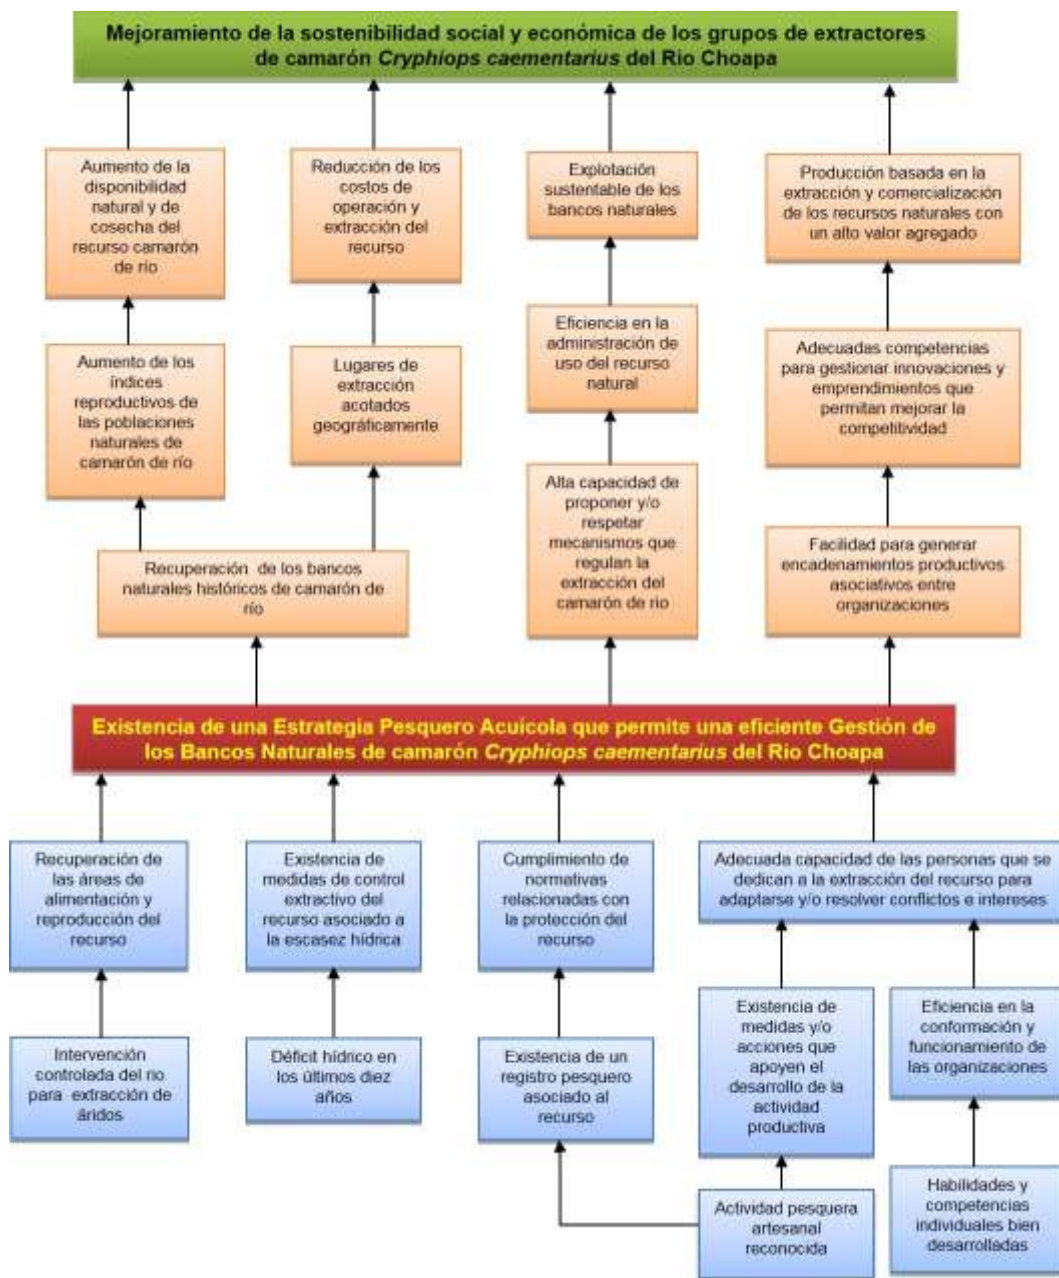 Mejoramiento de la sostenibilidad social y económica de los grupos de extractores
de camarón Cryphiops caementarius del Rio Choapa
Aumento de la
disponibilidad
natural y de
cosecha del
recurso camarón
de río
Reducción de los
costos de
operación y
extracción del
recurso
Explotación
sustentable de los
bancos naturales
Producción basada en la
extracción y comercialización
de los recursos naturales con
un alto valor agregado
Aumento de los
índices
reproductivos de
las poblaciones
naturales de
camarón de río
Lugares de
extracción
acotados
geográficamente
Eficiencia en la
administración de
uso del recurso
natural
Adecuadas competencias
para gestionar innovaciones y
emprendimientos que
permitan mejorar la
competitividad
Recuperación de los bancos
naturales históricos de camarón de
río
Alta capacidad de
proponer y/o
respetar
mecanismos que
regulan la
extracción del
camarón de rio
Facilidad para generar
encadenamientos productivos
asociativos entre
organizaciones
Existencia de una Estrategia Pesquero Acuícola que permite una eficiente Gestión de
los Bancos Naturales de camarón Cryphiops caementarius del Rio Choapa
Recuperación de
las áreas de
alimentación y
reproducción del
recurso
Existencia de
medidas de control
extractivo del
recurso asociado a
la escasez hídrica
Cumplimiento de
normativas
relacionadas con
la protección del
recurso
Adecuada capacidad de las personas que se
dedican a la extracción del recurso para
adaptarse y/o resolver conflictos e intereses
Intervención
controlada del rio
para extracción de
áridos
Déficit hídrico en
los últimos diez
años
Existencia de un
registro pesquero
asociado al
recurso
Existencia de
medidas y/o
acciones que
apoyen el
desarrollo de la
actividad
productiva
Eficiencia en la
conformación y
funcionamiento de
las organizaciones
Actividad pesquera
artesanal
reconocida
Habilidades y
competencias
individuales bien
desarrolladas